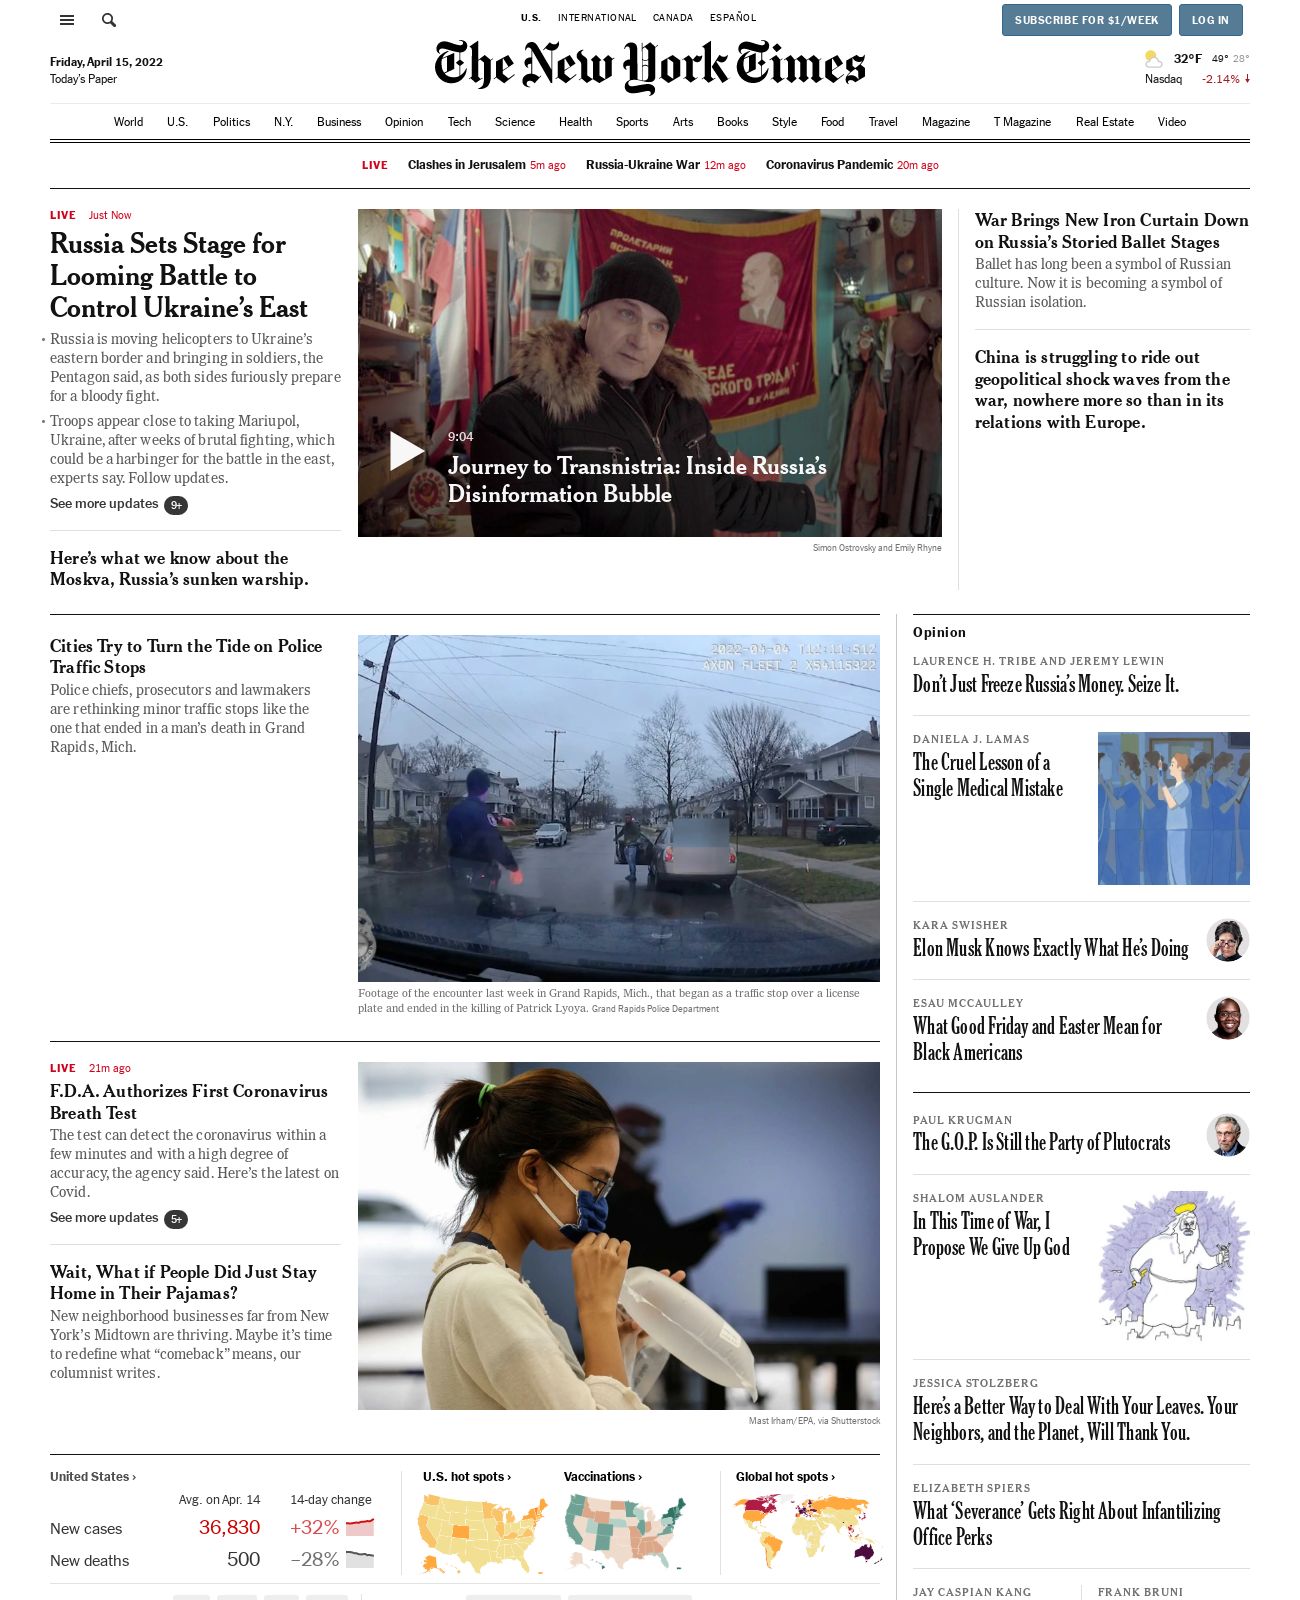 U.S. INTERNATIONAL CANADA ESPAÑOL
SUBSCRIBE FOR $1/WEEK LOG IN
Friday, April 15, 2022
Today's Paper
The New York Times
32°F 49° 28°
Nasdaq -2.14%
World U.S. Politics N.Y. Business Opinion Tech Science Health Sports Arts Books Style Food Travel Magazine T Magazine Real Estate Video
LIVE Clashes in Jerusalem 5m ago Russia-Ukraine War 12m ago Coronavirus Pandemic 20m ago
LIVE Just Now
Russia Sets Stage for
Looming Battle to
Control Ukraine's East
Russia is moving helicopters to Ukraine's
eastern border and bringing in soldiers, the
Pentagon said, as both sides furiously prepare
for a bloody fight.
Troops appear close to taking Mariupol,
Ukraine, after weeks of brutal fighting, which
could be a harbinger for the battle in the east,
experts say. Follow updates.
See more updates 9+
Here's what we know about the
Moskva, Russia's sunken warship.
ПРОЛЕТАРИИ
9:04
Journey to Transnistria: Inside Russia's
Disinformation Bubble
Simon Ostrovsky and Emily Rhyne
War Brings New Iron Curtain Down
on Russia's Storied Ballet Stages
Ballet has long been a symbol of Russian
culture. Now it is becoming a symbol of
Russian isolation.
China is struggling to ride out
geopolitical shock waves from the
war, nowhere more so than in its
relations with Europe.
Cities Try to Turn the Tide on Police
Traffic Stops
Police chiefs, prosecutors and lawmakers
are rethinking minor traffic stops like the
one that ended in a man's death in Grand
Rapids, Mich.
2022-04-04 T12:11:51Z
AXON FLEET 2 X54115322
Footage of the encounter last week in Grand Rapids, Mich., that began as a traffic stop over a license
plate and ended in the killing of Patrick Lyoya. Grand Rapids Police Department
LIVE 21m ago
F.D.A. Authorizes First Coronavirus
Breath Test
The test can detect the coronavirus within a
few minutes and with a high degree of
accuracy, the agency said. Here's the latest on
Covid.
See more updates 5+
Wait, What if People Did Just Stay
Home in Their Pajamas?
New neighborhood businesses far from New
York's Midtown are thriving. Maybe it's time
to redefine what “comeback” means, our
columnist writes.
Mast Irham/EPA, via Shutterstock
United States ›
Avg. on Apr. 14 14-day change
New cases 36,830 +32%
New deaths 500 –28%
U.S. hot spots › Vaccinations › Global hot spots ›
Opinion
LAURENCE H. TRIBE AND JEREMY LEWIN
Don't Just Freeze Russia's Money. Seize It.
DANIELA J. LAMAS
The Cruel Lesson of a
Single Medical Mistake
KARA SWISHER
Elon Musk Knows Exactly What He's Doing
ESAU MCCAULLEY
What Good Friday and Easter Mean for
Black Americans
PAUL KRUGMAN
The G.O.P. Is Still the Party of Plutocrats
SHALOM AUSLANDER
In This Time of War, I
Propose We Give Up God
JESSICA STOLZBERG
Here's a Better Way to Deal With Your Leaves. Your
Neighbors, and the Planet, Will Thank You.
ELIZABETH SPIERS
What ‘Severance’ Gets Right About Infantilizing
Office Perks
JAY CASPIAN KANG FRANK BRUNI